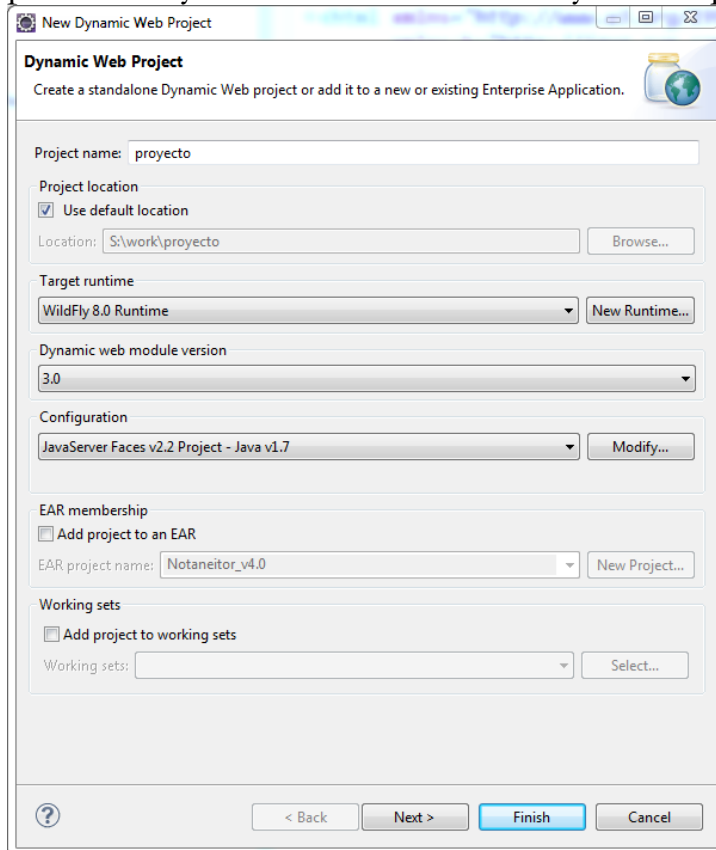 New Dynamic Web Project
Dynamic Web Project
Create a standalone Dynamic Web project or add it to a new or existing Enterprise Application.
Project name: proyecto
Project location
Use default location
Location: S:\work\proyecto Browse...
Target runtime
WildFly 8.0 Runtime New Runtime...
Dynamic web module version
3.0
Configuration
JavaServer Faces v2.2 Project - Java v1.7 Modify...
EAR membership
Add project to an EAR
EAR project name: Notaneitor_v4.0 New Project...
Working sets
Add project to working sets
Working sets: Select...
? < Back Next > Finish Cancel